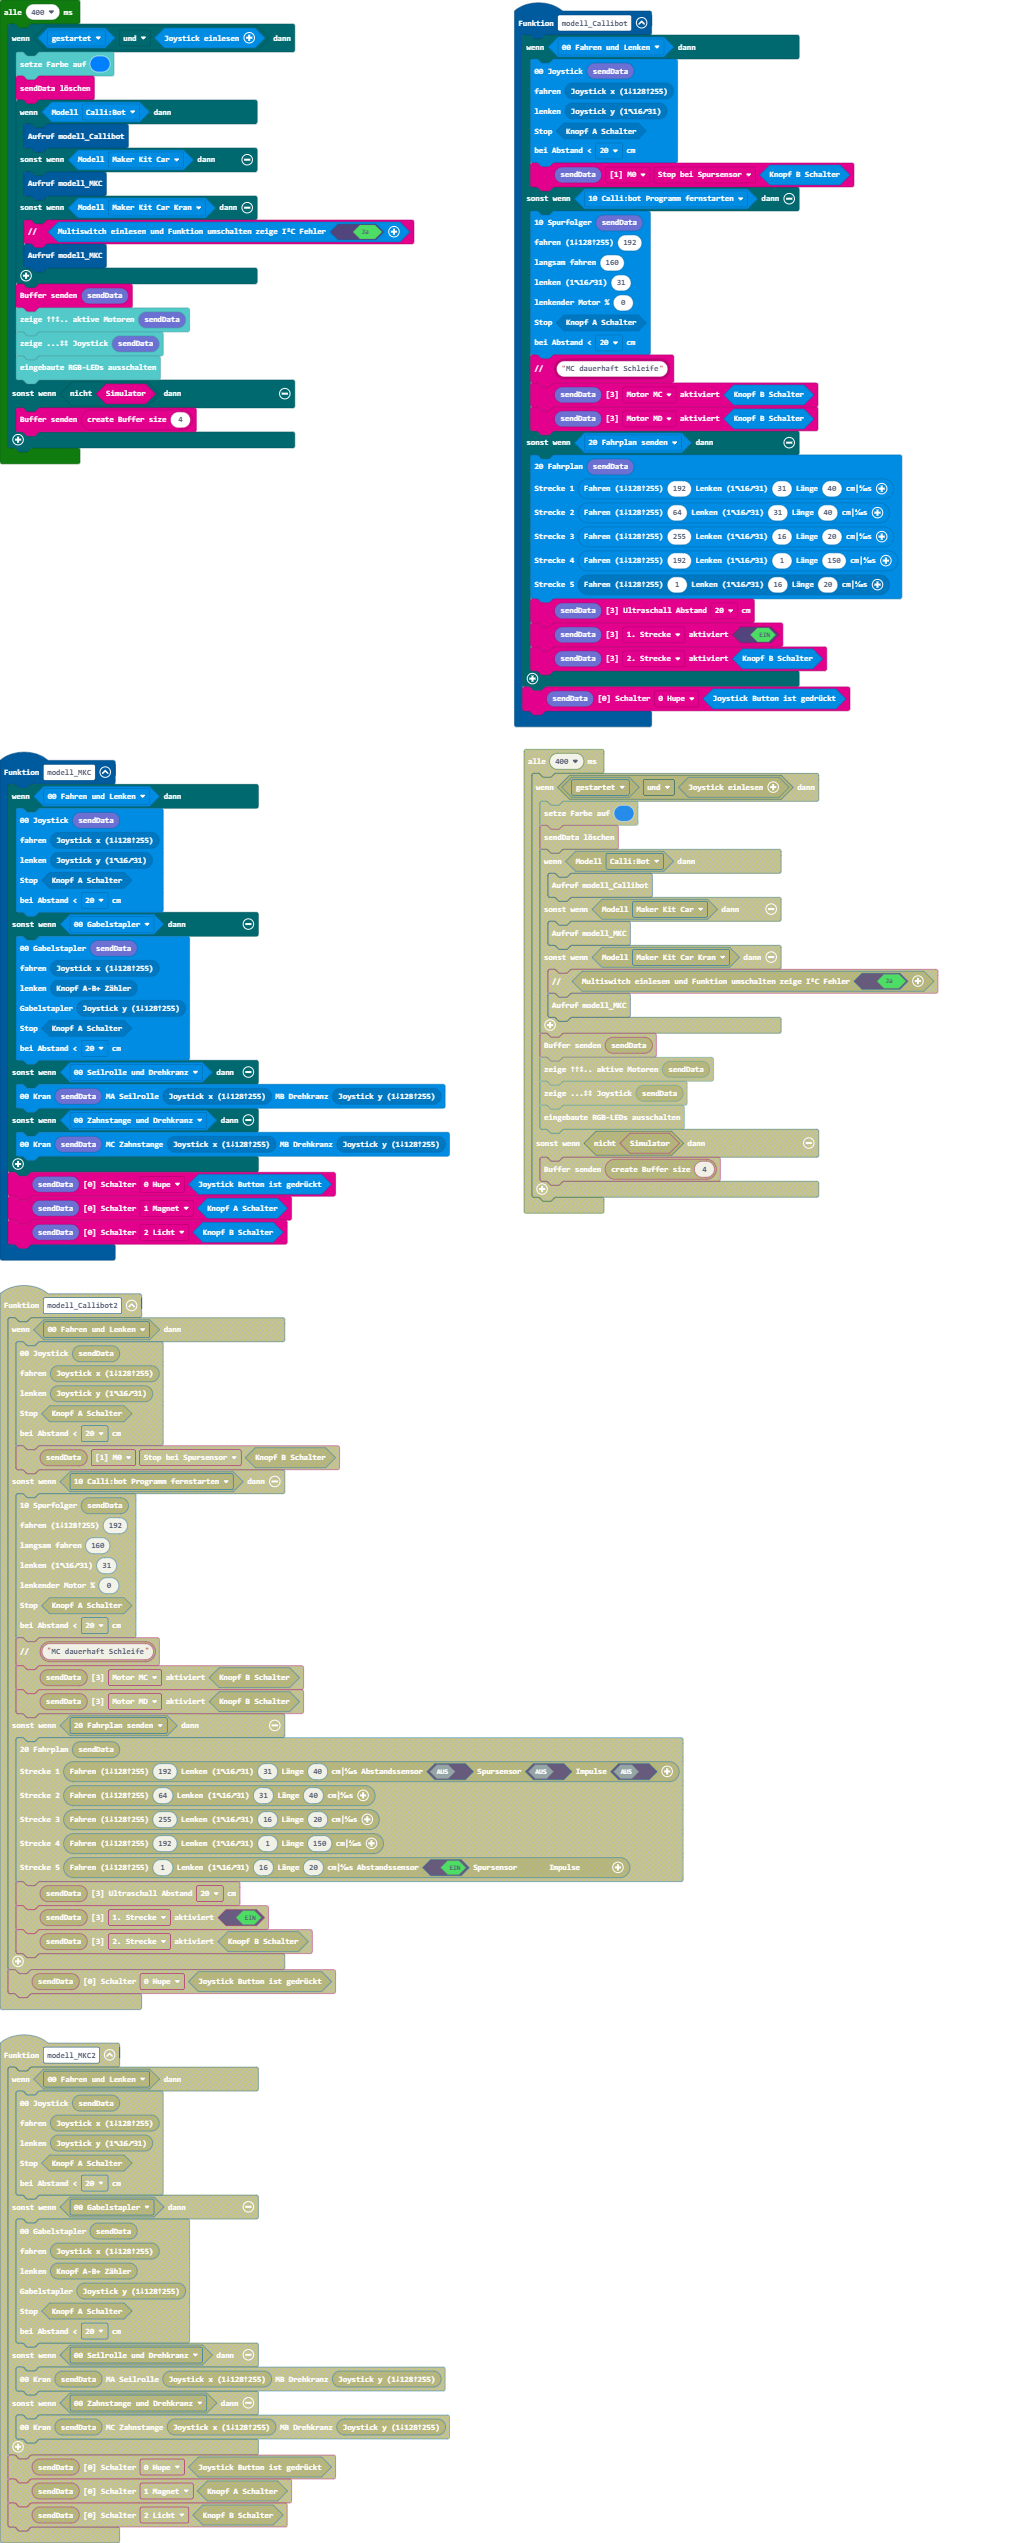 alle 400 ms
wenn gestartet und Joystick einlesen dann
setze Farbe auf
sendData löschen
wenn Modell Calli:Bot dann
Aufruf modell_Callibot
sonst wenn Modell Maker Kit Car dann
Aufruf modell_MKC
sonst wenn Modell Maker Kit Car Kran dann
// Multiswitch einlesen und Funktion umschalten zeige I²C Fehler Ja
Aufruf modell_MKC
Buffer senden sendData
zeige ↑↑↕.. aktive Motoren sendData
zeige ...↕↕ Joystick sendData
eingebaute RGB-LEDs ausschalten
sonst wenn nicht Simulator dann
Buffer senden create Buffer size 4
Funktion modell_Callibot
wenn 00 Fahren und Lenken dann
00 Joystick sendData
fahren Joystick x (1↓128↑255)
lenken Joystick y (1↖16↗31)
Stop Knopf A Schalter
bei Abstand < 20 cm
sendData [1] M0 Stop bei Spursensor Knopf B Schalter
sonst wenn 10 Calli:bot Programm fernstarten dann
10 Spurfolger sendData
fahren (1↓128↑255) 192
langsam fahren 160
lenken (1↖16↗31) 31
lenkender Motor % 0
Stop Knopf A Schalter
bei Abstand < 20 cm
// "MC dauerhaft Schleife"
sendData [3] Motor MC aktiviert Knopf B Schalter
sendData [3] Motor MD aktiviert Knopf B Schalter
sonst wenn 20 Fahrplan senden dann
20 Fahrplan sendData
Strecke 1 Fahren (1↓128↑255) 192 Lenken (1↖16↗31) 31 Länge 40 cm|⅒s
Strecke 2 Fahren (1↓128↑255) 64 Lenken (1↖16↗31) 31 Länge 40 cm|⅒s
Strecke 3 Fahren (1↓128↑255) 255 Lenken (1↖16↗31) 16 Länge 20 cm|⅒s
Strecke 4 Fahren (1↓128↑255) 192 Lenken (1↖16↗31) 1 Länge 150 cm|⅒s
Strecke 5 Fahren (1↓128↑255) 1 Lenken (1↖16↗31) 16 Länge 20 cm|⅒s
sendData [3] Ultraschall Abstand 20 cm
sendData [3] 1. Strecke aktiviert EIN
sendData [3] 2. Strecke aktiviert Knopf B Schalter
sendData [0] Schalter 0 Hupe Joystick Button ist gedrückt
Funktion modell_MKC
wenn 00 Fahren und Lenken dann
00 Joystick sendData
fahren Joystick x (1↓128↑255)
lenken Joystick y (1↖16↗31)
Stop Knopf A Schalter
bei Abstand < 20 cm
sonst wenn 00 Gabelstapler dann
00 Gabelstapler sendData
fahren Joystick x (1↓128↑255)
lenken Knopf A-B+ Zähler
Gabelstapler Joystick y (1↓128↑255)
Stop Knopf A Schalter
bei Abstand < 20 cm
sonst wenn 00 Seilrolle und Drehkranz dann
00 Kran sendData MA Seilrolle Joystick x (1↓128↑255) MB Drehkranz Joystick y (1↓128↑255)
sonst wenn 00 Zahnstange und Drehkranz dann
00 Kran sendData MC Zahnstange Joystick x (1↓128↑255) MB Drehkranz Joystick y (1↓128↑255)
sendData [0] Schalter 0 Hupe Joystick Button ist gedrückt
sendData [0] Schalter 1 Magnet Knopf A Schalter
sendData [0] Schalter 2 Licht Knopf B Schalter
alle 400 ms
wenn gestartet und Joystick einlesen dann
setze Farbe auf
sendData löschen
wenn Modell Calli:Bot dann
Aufruf modell_Callibot
sonst wenn Modell Maker Kit Car dann
Aufruf modell_MKC
sonst wenn Modell Maker Kit Car Kran dann
// Multiswitch einlesen und Funktion umschalten zeige I²C Fehler Ja
Aufruf modell_MKC
Buffer senden sendData
zeige ↑↑↕.. aktive Motoren sendData
zeige ...↕↕ Joystick sendData
eingebaute RGB-LEDs ausschalten
sonst wenn nicht Simulator dann
Buffer senden create Buffer size 4
Funktion modell_Callibot2
wenn 00 Fahren und Lenken dann
00 Joystick sendData
fahren Joystick x (1↓128↑255)
lenken Joystick y (1↖16↗31)
Stop Knopf A Schalter
bei Abstand < 20 cm
sendData [1] M0 Stop bei Spursensor Knopf B Schalter
sonst wenn 10 Calli:bot Programm fernstarten dann
10 Spurfolger sendData
fahren (1↓128↑255) 192
langsam fahren 160
lenken (1↖16↗31) 31
lenkender Motor % 0
Stop Knopf A Schalter
bei Abstand < 20 cm
// "MC dauerhaft Schleife"
sendData [3] Motor MC aktiviert Knopf B Schalter
sendData [3] Motor MD aktiviert Knopf B Schalter
sonst wenn 20 Fahrplan senden dann
20 Fahrplan sendData
Strecke 1 Fahren (1↓128↑255) 192 Lenken (1↖16↗31) 31 Länge 40 cm|⅒s Abstandssensor AUS Spursensor AUS Impulse AUS
Strecke 2 Fahren (1↓128↑255) 64 Lenken (1↖16↗31) 31 Länge 40 cm|⅒s
Strecke 3 Fahren (1↓128↑255) 255 Lenken (1↖16↗31) 16 Länge 20 cm|⅒s
Strecke 4 Fahren (1↓128↑255) 192 Lenken (1↖16↗31) 1 Länge 150 cm|⅒s
Strecke 5 Fahren (1↓128↑255) 1 Lenken (1↖16↗31) 16 Länge 20 cm|⅒s Abstandssensor EIN Spursensor Impulse
sendData [3] Ultraschall Abstand 20 cm
sendData [3] 1. Strecke aktiviert EIN
sendData [3] 2. Strecke aktiviert Knopf B Schalter
sendData [0] Schalter 0 Hupe Joystick Button ist gedrückt
Funktion modell_MKC2
wenn 00 Fahren und Lenken dann
00 Joystick sendData
fahren Joystick x (1↓128↑255)
lenken Joystick y (1↖16↗31)
Stop Knopf A Schalter
bei Abstand < 20 cm
sonst wenn 00 Gabelstapler dann
00 Gabelstapler sendData
fahren Joystick x (1↓128↑255)
lenken Knopf A-B+ Zähler
Gabelstapler Joystick y (1↓128↑255)
Stop Knopf A Schalter
bei Abstand < 20 cm
sonst wenn 00 Seilrolle und Drehkranz dann
00 Kran sendData MA Seilrolle Joystick x (1↓128↑255) MB Drehkranz Joystick y (1↓128↑255)
sonst wenn 00 Zahnstange und Drehkranz dann
00 Kran sendData MC Zahnstange Joystick x (1↓128↑255) MB Drehkranz Joystick y (1↓128↑255)
sendData [0] Schalter 0 Hupe Joystick Button ist gedrückt
sendData [0] Schalter 1 Magnet Knopf A Schalter
sendData [0] Schalter 2 Licht Knopf B Schalter